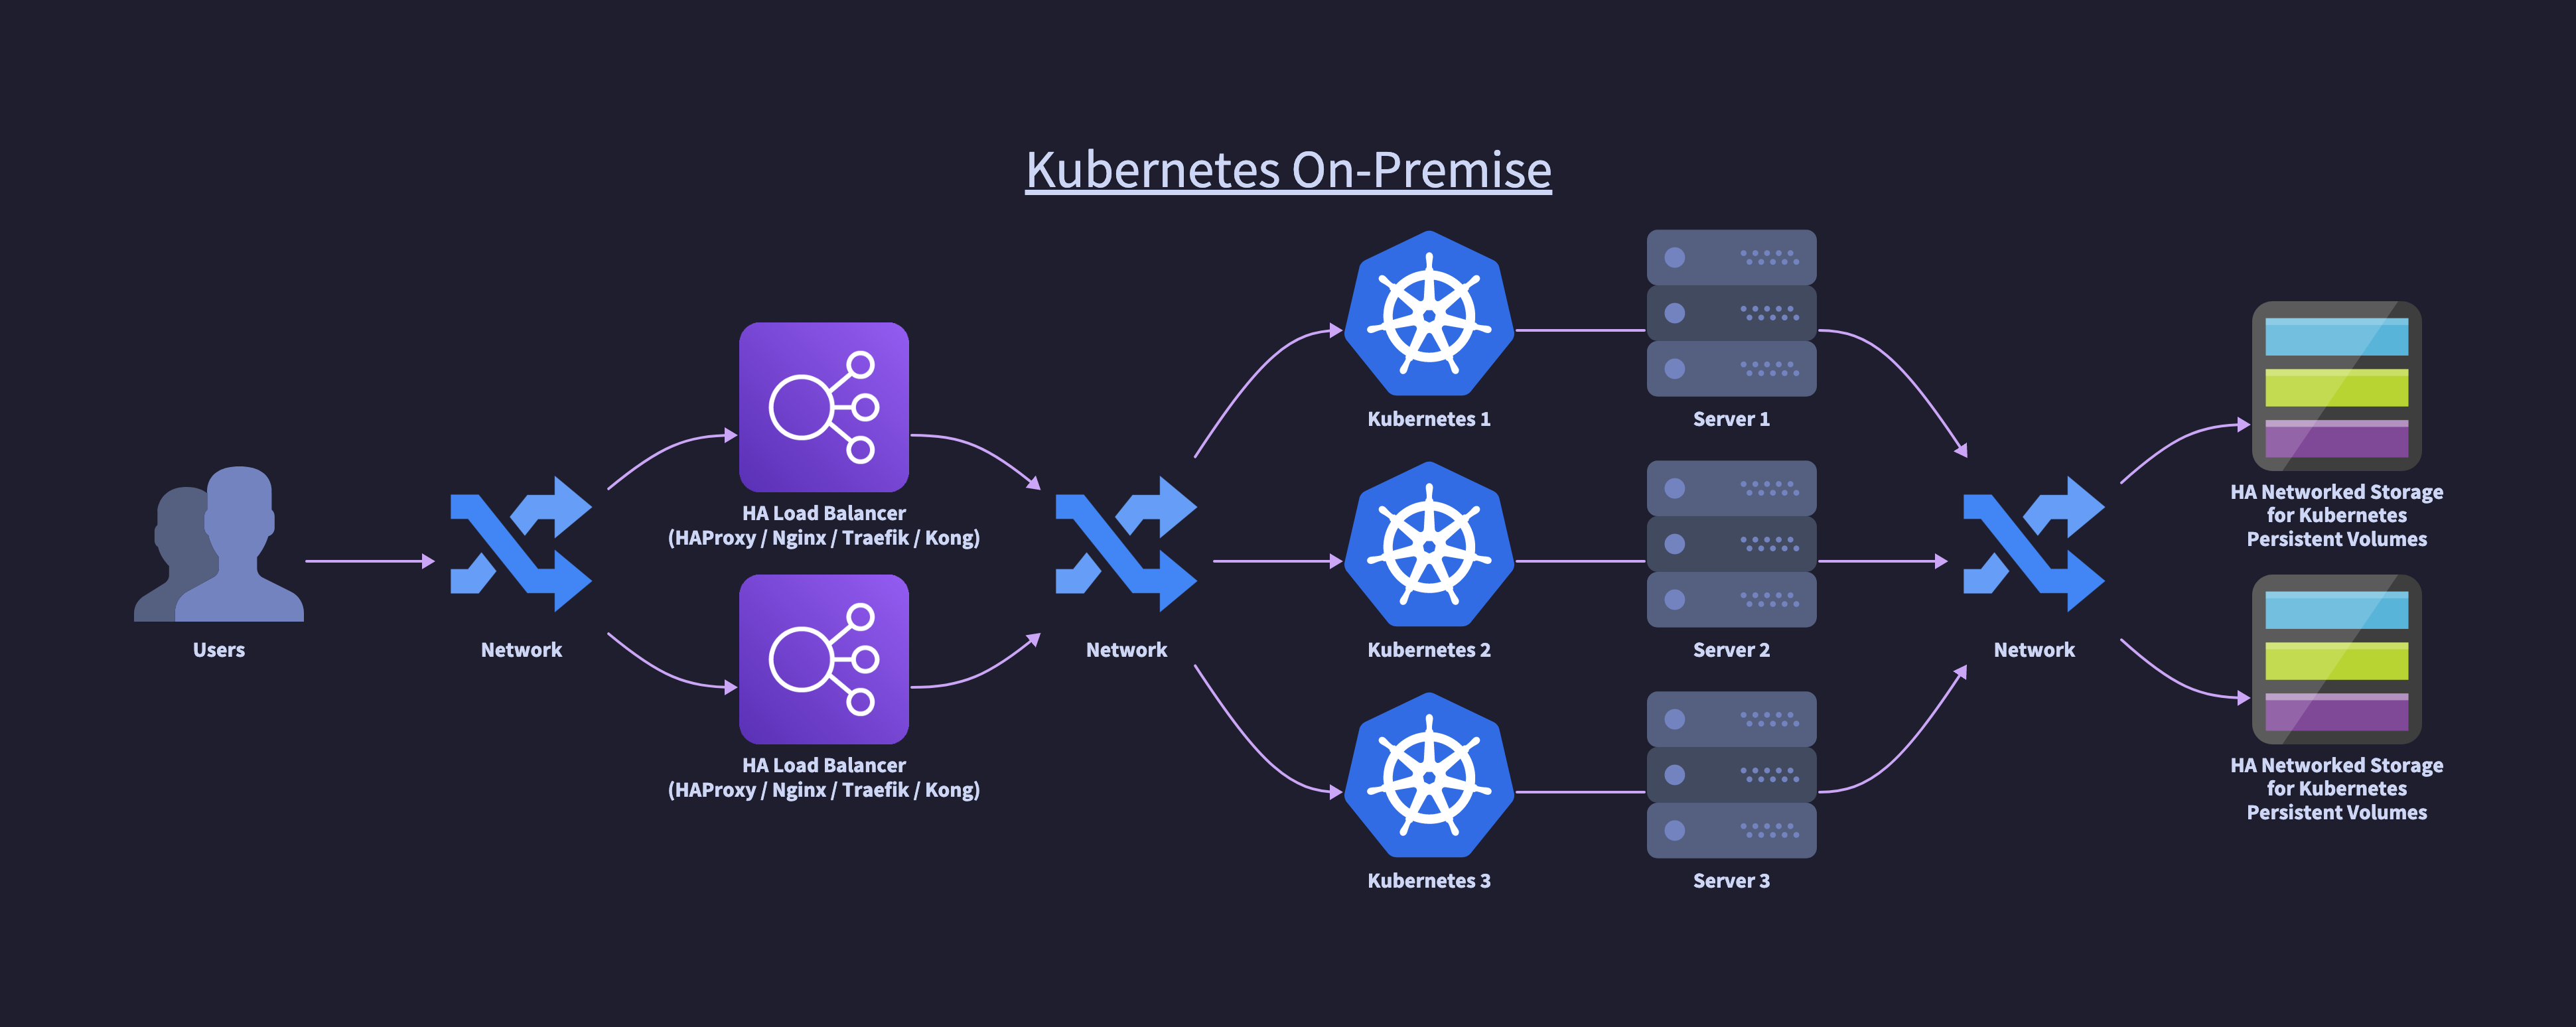 Kubernetes On-Premise
Users
Network
HA Load Balancer
(HAProxy / Nginx / Traefik / Kong)
HA Load Balancer
(HAProxy / Nginx / Traefik / Kong)
Network
Kubernetes 1
Server 1
Kubernetes 2
Server 2
Kubernetes 3
Server 3
Network
HA Networked Storage
for Kubernetes
Persistent Volumes
HA Networked Storage
for Kubernetes
Persistent Volumes